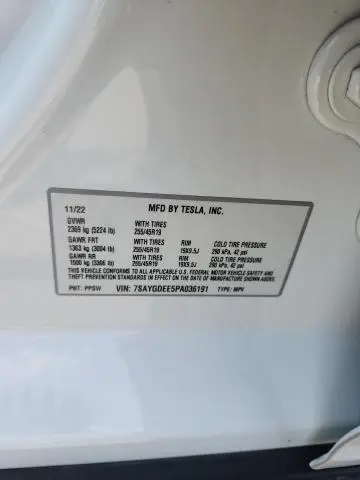 11/22 MFD BY TESLA, INC.
GVWR WITH TIRES
2369 kg (5224 lb) 255/45R19
GAWR FRT WITH TIRES RIM COLD TIRE PRESSURE
1363 kg (3004 lb) 255/45R19 19X9.5J 290 kPa, 42 psi
GAWR RR WITH TIRES RIM COLD TIRE PRESSURE
1500 kg (3306 lb) 255/45R19 19X9.5J 290 kPa, 42 psi
THIS VEHICLE CONFORMS TO ALL APPLICABLE U.S. FEDERAL MOTOR VEHICLE SAFETY AND
THEFT PREVENTION STANDARDS IN EFFECT ON THE DATE OF MANUFACTURE SHOWN ABOVE.
PNT: PPSW VIN: 7SAYGDEE5PA036191 TYPE: MPV